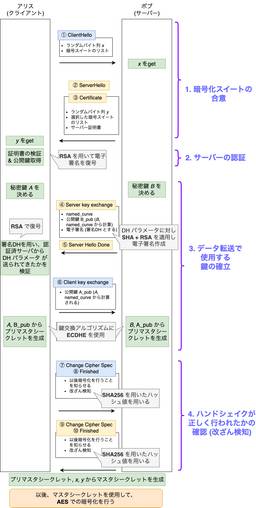 アリス
(クライアント)
ボブ
(サーバー)
① ClientHello
• ランダムバイト列 x
• 暗号スイートのリスト
x をget
② ServerHello
③ Certificate
• ランダムバイト列 y
• 選択した暗号スイート
のリスト
• サーバー証明書
1. 暗号化スイートの
合意
y をget
証明書の検証
& 公開鍵取得
RSA を用いて電子
署名を復号
2. サーバーの認証
秘密鍵 A を
決める
秘密鍵 B を
決める
④ Server key exchange
• named_curve
• 公開鍵 B_pub (B,
named_curve から計算)
• 電子署名 (署名DH とする)
⑤ Server Hello Done
RSA で復号
DH パラメータに対し
SHA + RSA を適用し
電子署名作成
署名DHを用い、認
証済サーバから
DH パラメータ が
送られてきたかを
検証
3. データ転送で
使用する
鍵の確立
⑥ Client key exchange
• 公開鍵 A_pub (A,
named_curve から計算
される)
A, B_pub から
プリマスタシー
クレットを生成
鍵交換アルゴリズムに
ECDHE を使用
B, A_pub から
プリマスタシー
クレットを生成
⑦ Change Cipher Spec
⑧ Finished
• 以後暗号化を行うこと
を知らせる
• 改ざん検知
SHA256 を用いたハ
ッシュ値を用いる
⑨ Change Cipher Spec
⑩ Finished
• 以後暗号化を行うこと
を知らせる
• 改ざん検知
SHA256 を用いたハ
ッシュ値を用いる
4. ハンドシェイクが
正しく行われたかの
確認 (改ざん検知)
プリマスタシークレット, x, y からマスタシークレットを生成
以後、マスタシークレットを使用して、
AES での暗号化を行う